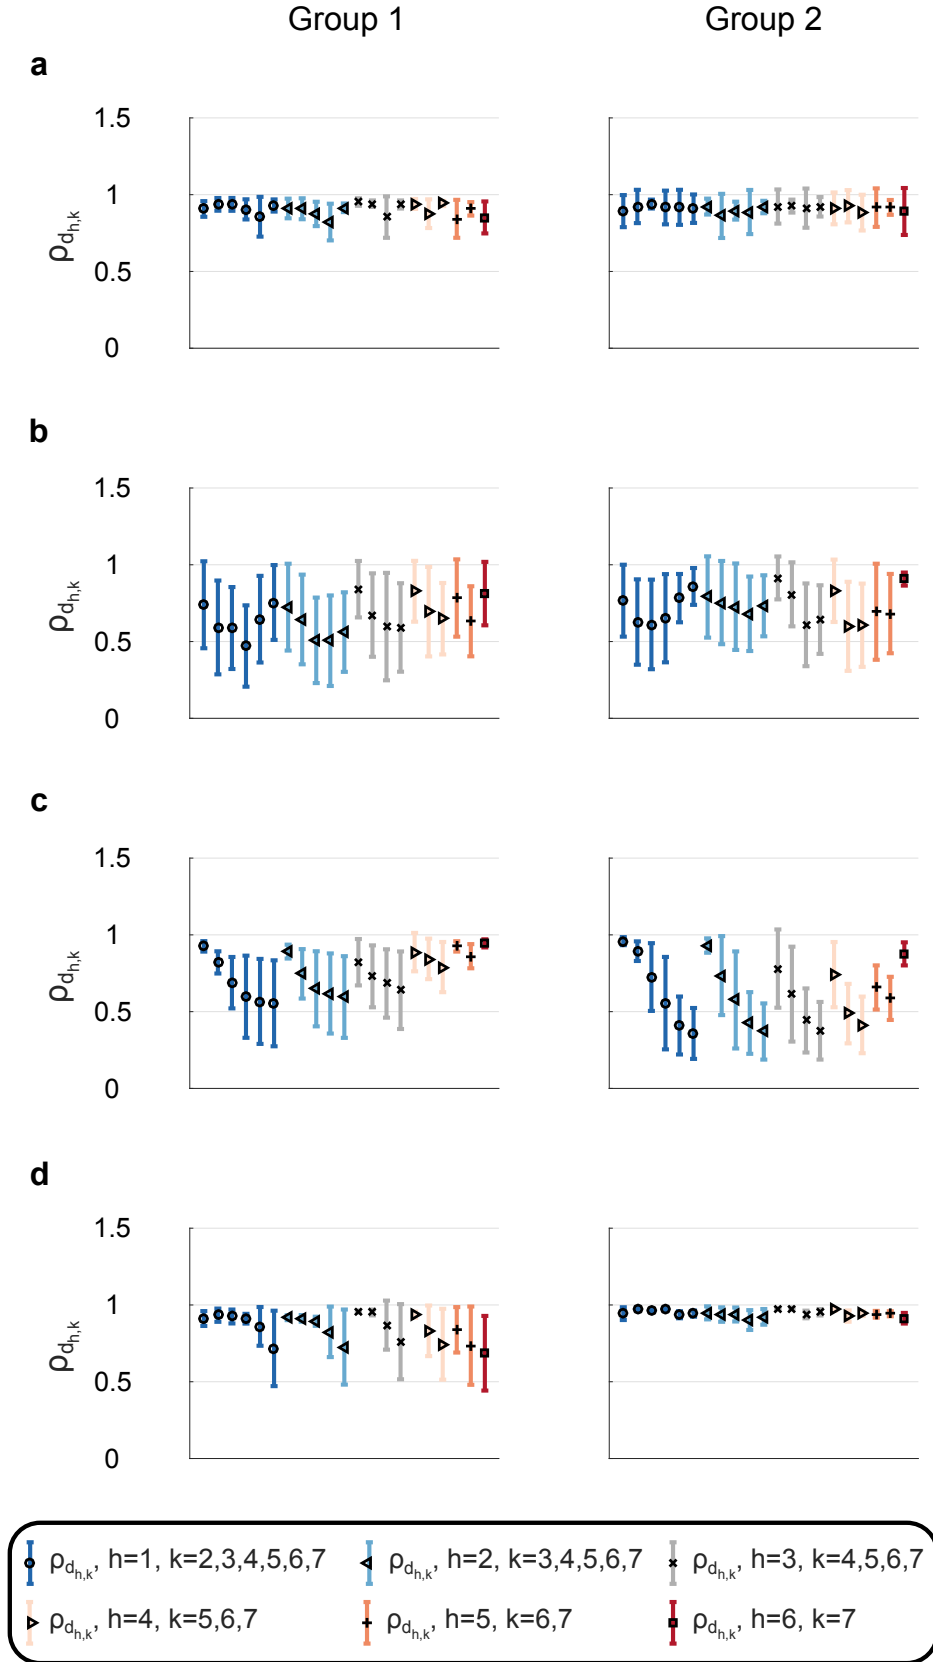 Group 1 Group 2
a
1.5
1
0.5
0
ρdh,k
b
1.5
1
0.5
0
ρdh,k
c
1.5
1
0.5
0
ρdh,k
d
1.5
1
0.5
0
ρdh,k
ρdh,k, h=1, k=2,3,4,5,6,7 ρdh,k, h=2, k=3,4,5,6,7 ρdh,k, h=3, k=4,5,6,7
ρdh,k, h=4, k=5,6,7 ρdh,k, h=5, k=6,7 ρdh,k, h=6, k=7